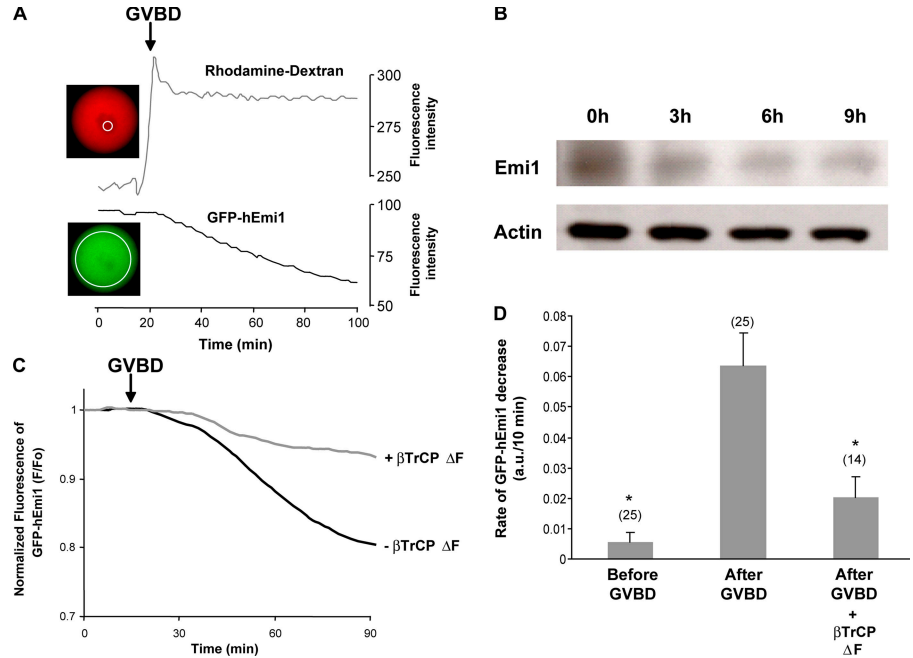 A
GVBD
Rhodamine-Dextran
300
275
250
Fluorescence
intensity
GFP-hEmi1
100
75
50
Fluorescence
intensity
0 20 40 60 80 100
Time (min)
B
0h 3h 6h 9h
Emi1
Actin
C
GVBD
Normalized Fluorescence of
GFP-hEmi1 (F/Fo)
1
0.9
0.8
0.7
+ βTrCP ΔF
- βTrCP ΔF
0 30 60 90
Time (min)
D
Rate of GFP-hEmi1 decrease
(a.u./10 min)
0.08
0.07
0.06
0.05
0.04
0.03
0.02
0.01
0
*
(25)
(25)
*
(14)
Before
GVBD
After
GVBD
After
GVBD
+
βTrCP
ΔF